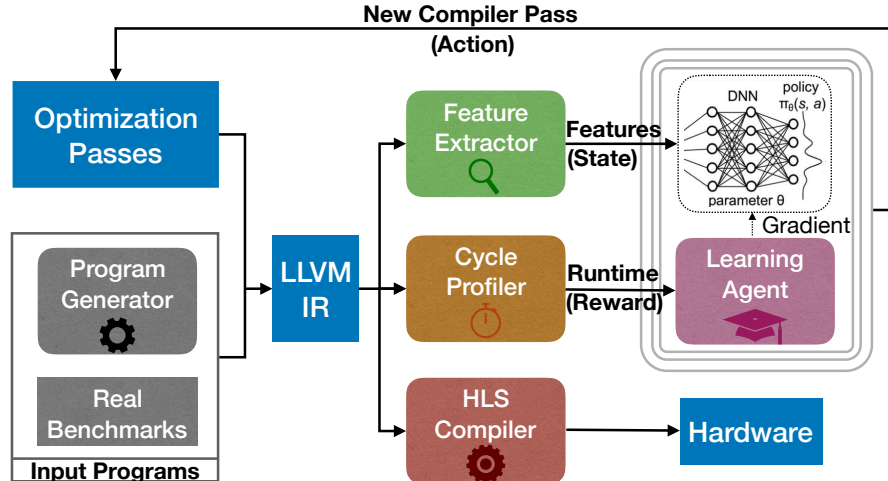 New Compiler Pass
(Action)
Optimization
Passes
Feature
Extractor
Features
(State)
DNN
policy
πθ(s, a)
parameter θ
Gradient
Program
Generator
LLVM
IR
Cycle
Profiler
Runtime
(Reward)
Learning
Agent
Real
Benchmarks
HLS
Compiler
Hardware
Input Programs